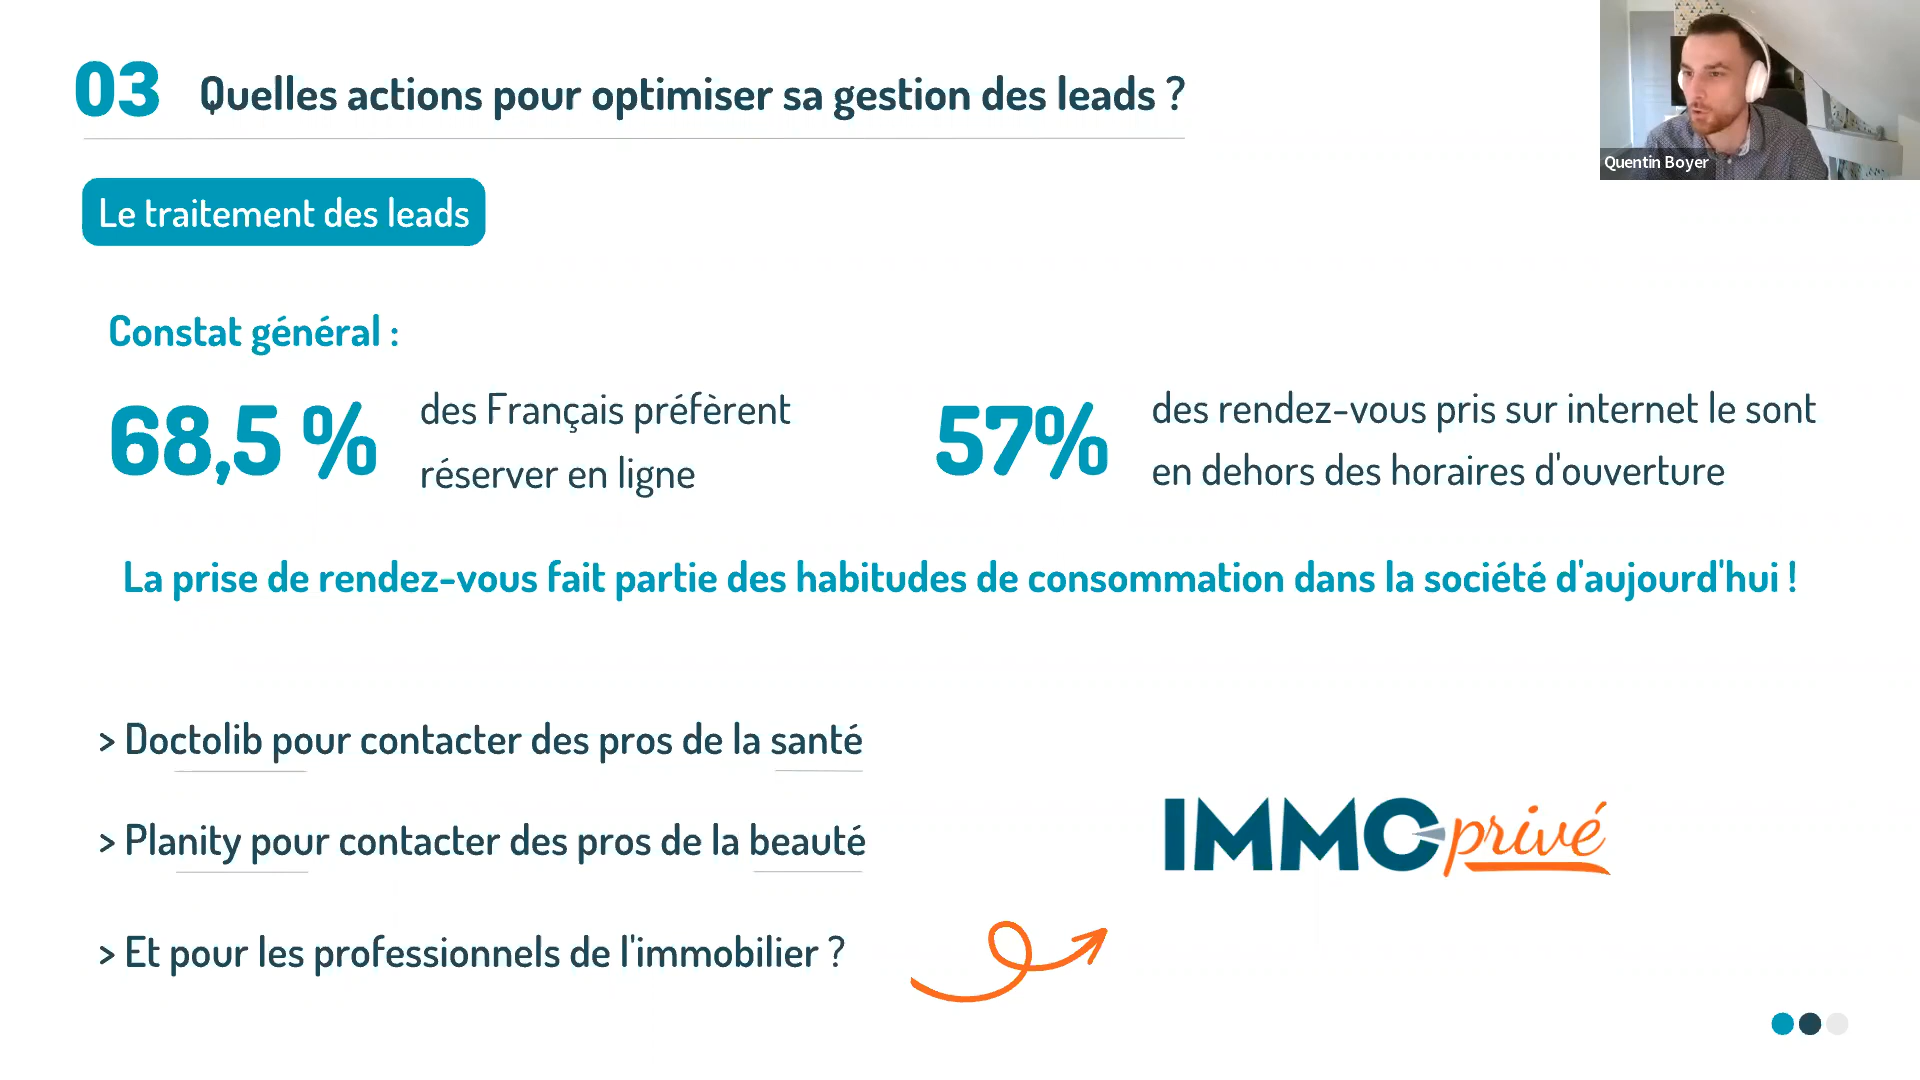 03 Quelles actions pour optimiser sa gestion des leads ?
Quentin Boyer
Le traitement des leads
Constat général :
68,5 %
des Français préfèrent
réserver en ligne
57%
des rendez-vous pris sur internet le sont
en dehors des horaires d'ouverture
La prise de rendez-vous fait partie des habitudes de consommation dans la société d'aujourd'hui !
> Doctolib pour contacter des pros de la santé
> Planity pour contacter des pros de la beauté
> Et pour les professionnels de l'immobilier ?
IMMO privé